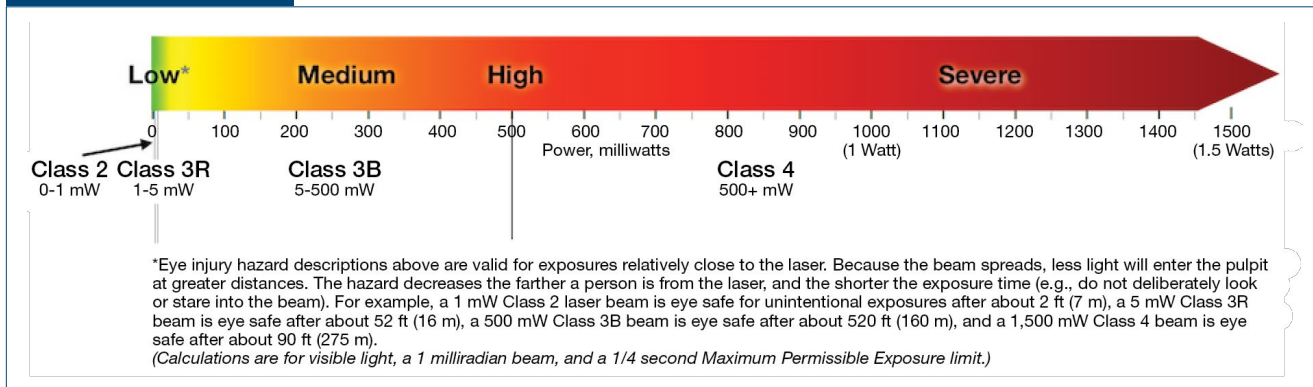 Low* Medium High Severe
0 100 200 300 400 500 600 700 800 900 1000 1100 1200 1300 1400 1500
Power, milliwatts (1 Watt) (1.5 Watts)
Class 2 Class 3R Class 3B Class 4
0-1 mW 1-5 mW 5-500 mW 500+ mW
*Eye injury hazard descriptions above are valid for exposures relatively close to the laser. Because the beam spreads, less light will enter the pulpit
at greater distances. The hazard decreases the farther a person is from the laser, and the shorter the exposure time (e.g., do not deliberately look
or stare into the beam). For example, a 1 mW Class 2 laser beam is eye safe for unintentional exposures after about 2 ft (7 m), a 5 mW Class 3R
beam is eye safe after about 52 ft (16 m), a 500 mW Class 3B beam is eye safe after about 520 ft (160 m), and a 1,500 mW Class 4 beam is eye
safe after about 90 ft (275 m).
(Calculations are for visible light, a 1 milliradian beam, and a 1/4 second Maximum Permissible Exposure limit.)